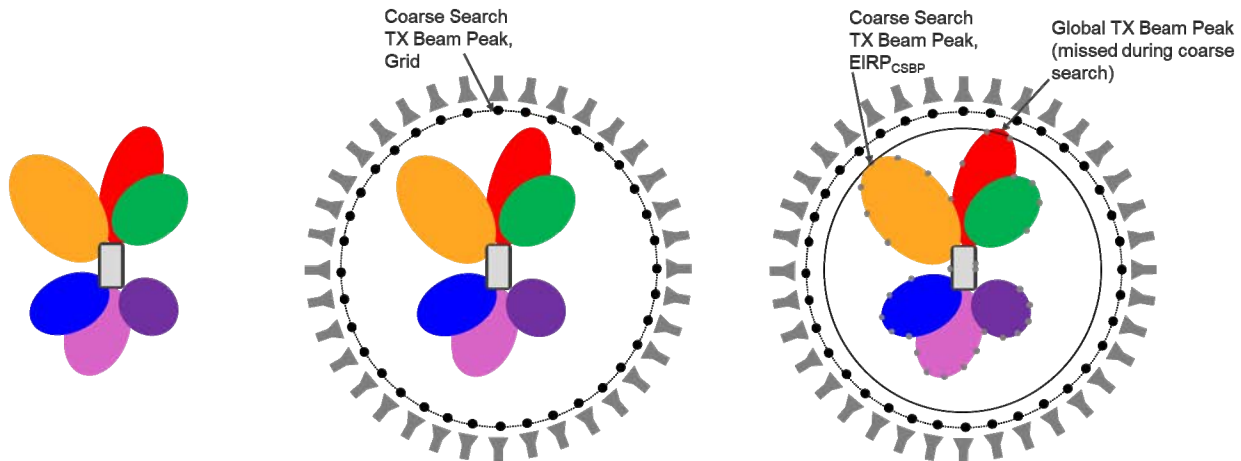 Coarse Search
TX Beam Peak,
Grid
Coarse Search
TX Beam Peak,
EIRPCSBP
Global TX Beam Peak
(missed during coarse
search)